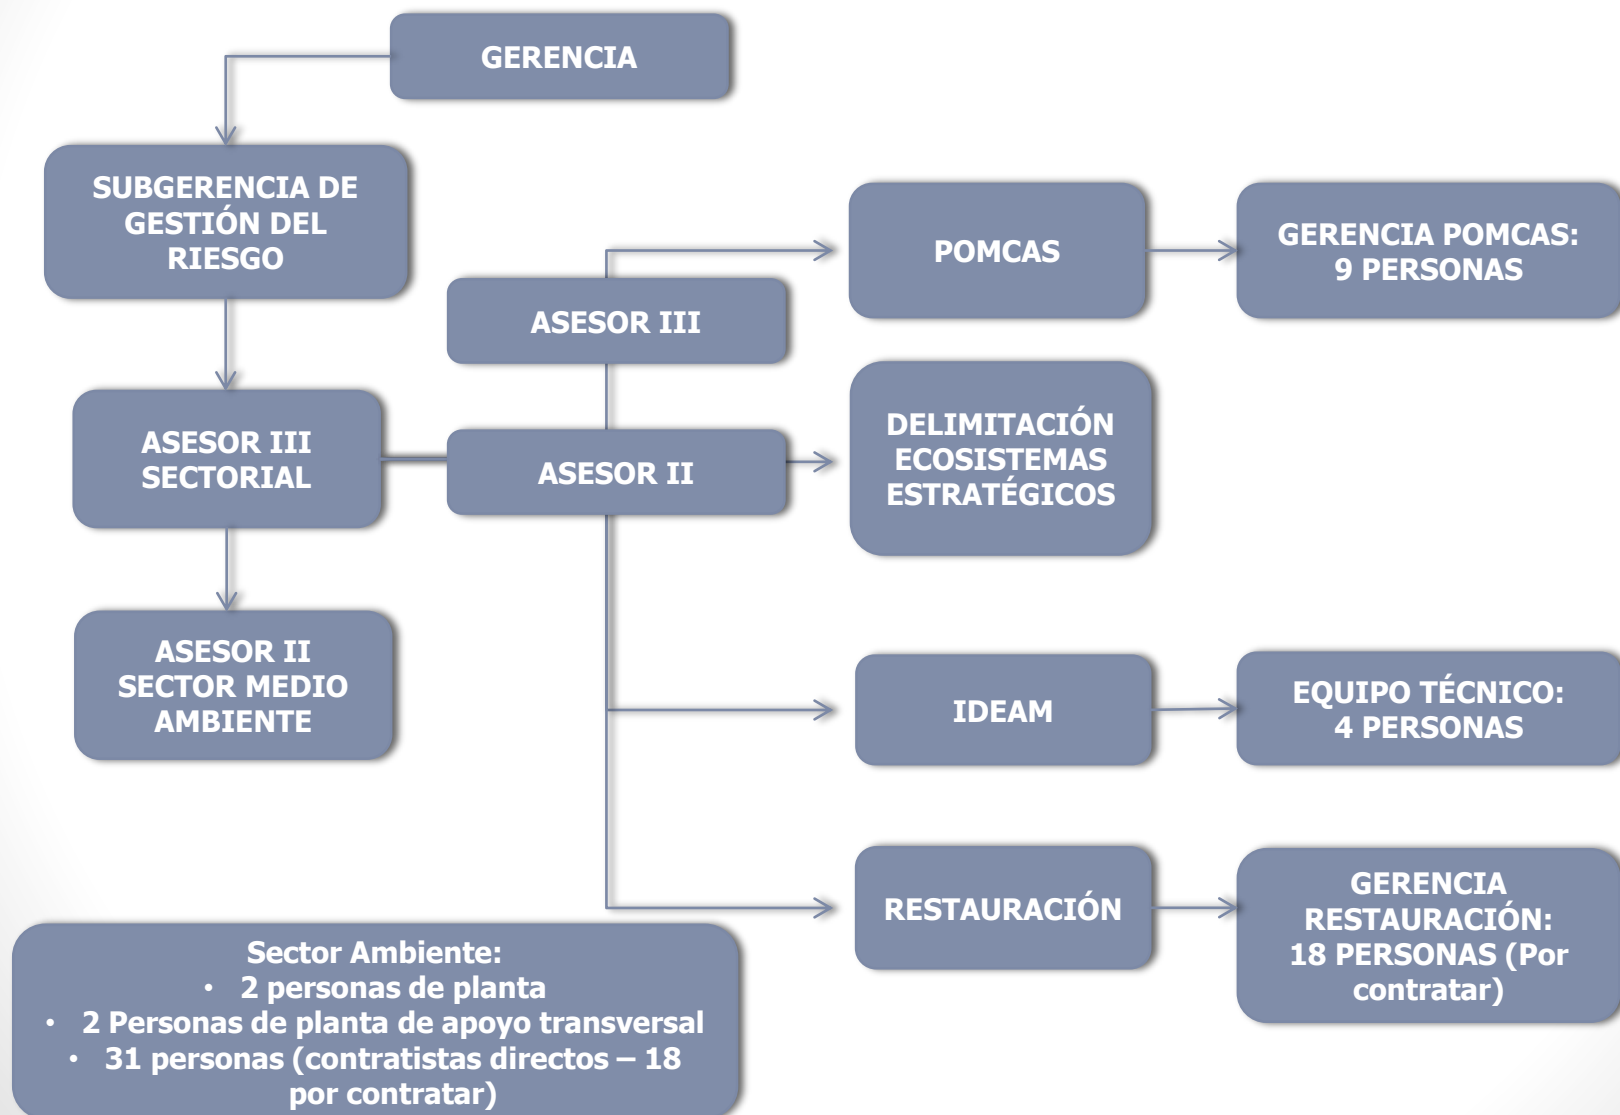 GERENCIA
SUBGERENCIA DE
GESTIÓN DEL
RIESGO
ASESOR III
SECTORIAL
ASESOR II
SECTOR MEDIO
AMBIENTE
ASESOR III
ASESOR II
POMCAS
GERENCIA POMCAS:
9 PERSONAS
DELIMITACIÓN
ECOSISTEMAS
ESTRATÉGICOS
IDEAM
EQUIPO TÉCNICO:
4 PERSONAS
RESTAURACIÓN
GERENCIA
RESTAURACIÓN:
18 PERSONAS (Por
contratar)
Sector Ambiente:
• 2 personas de planta
• 2 Personas de planta de apoyo transversal
• 31 personas (contratistas directos – 18
por contratar)